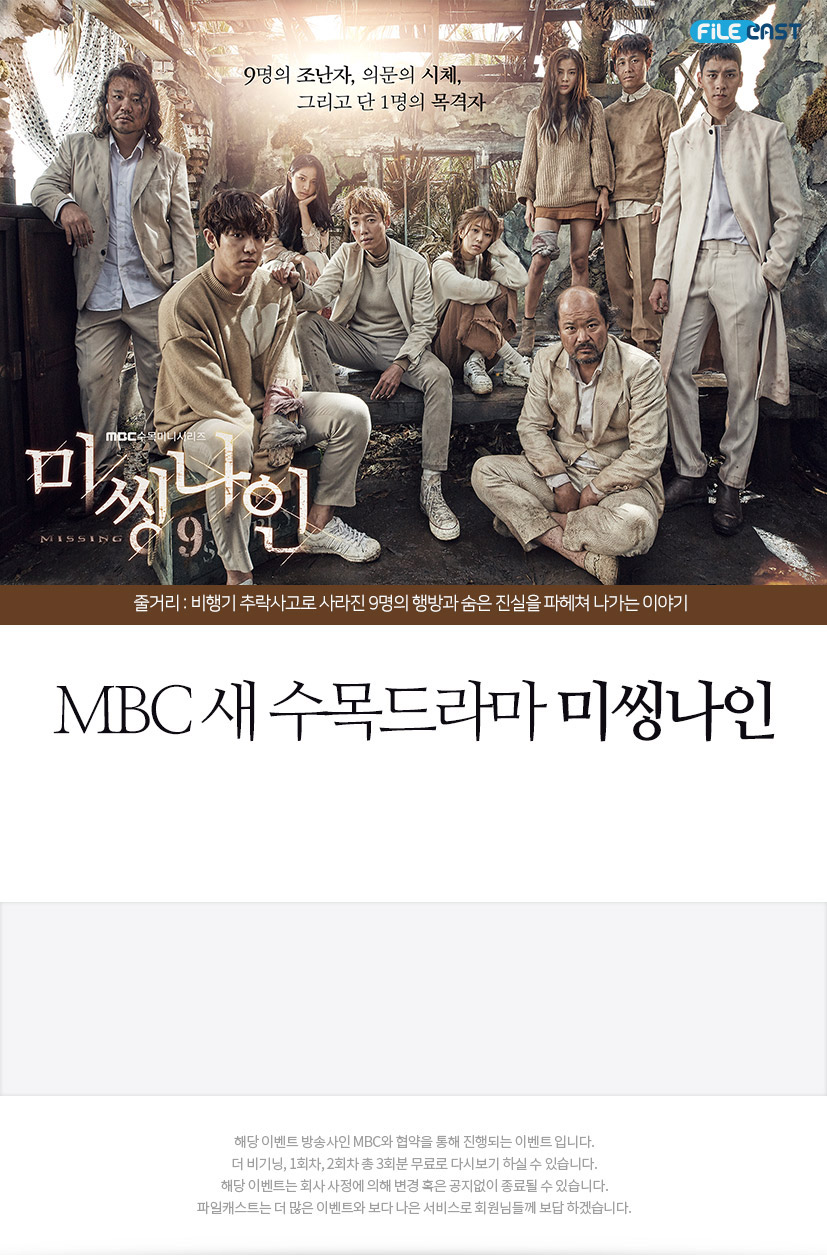 FILECAST
9명의 조난자, 의문의 시체,
그리고 단 1명의 목격자
MBC수목미니시리즈
미씽나인
MISSING 9
줄거리 : 비행기 추락사고로 사라진 9명의 행방과 숨은 진실을 파헤쳐 나가는 이야기
MBC 새 수목드라마 미씽나인
해당 이벤트 방송사인 MBC와 협약을 통해 진행되는 이벤트 입니다.
더 비기닝, 1회차, 2회차 총 3회분 무료로 다시보기 하실 수 있습니다.
해당 이벤트는 회사 사정에 의해 변경 혹은 공지없이 종료될 수 있습니다.
파일캐스트는 더 많은 이벤트와 보다 나은 서비스로 회원님들께 보답 하겠습니다.